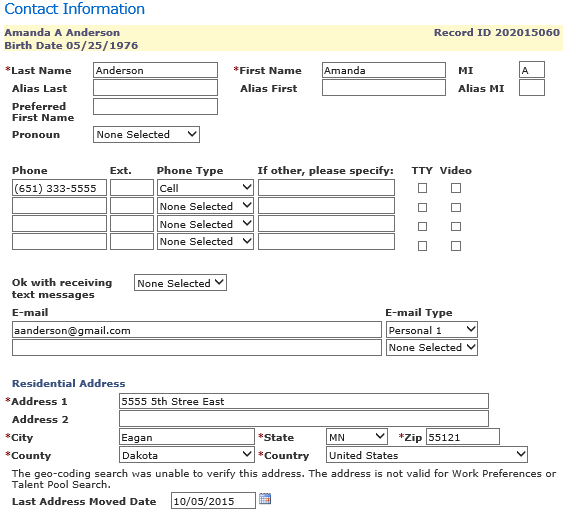 Contact Information
Amanda A Anderson Record ID 202015060
Birth Date 05/25/1976
*Last Name Anderson *First Name Amanda MI A
Alias Last Alias First Alias MI
Preferred
First Name
Pronoun None Selected
Phone Ext. Phone Type If other, please specify: TTY Video
(651) 333-5555 Cell
None Selected
None Selected
None Selected
Ok with receiving None Selected
text messages
E-mail E-mail Type
aanderson@gmail.com Personal 1
None Selected
Residential Address
*Address 1 5555 5th Stree East
Address 2
*City Eagan *State MN *Zip 55121
*County Dakota *Country United States
The geo-coding search was unable to verify this address. The address is not valid for Work Preferences or
Talent Pool Search.
Last Address Moved Date 10/05/2015